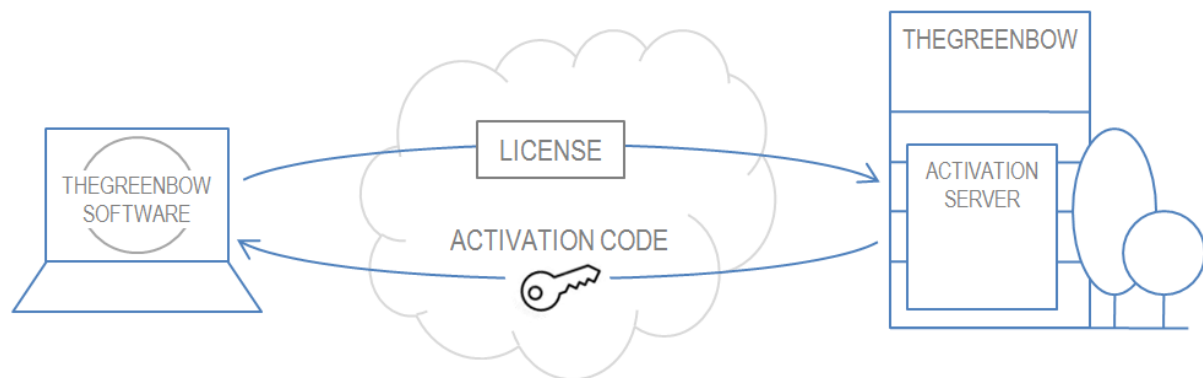 THEGREENBOW
LICENSE
THEGREENBOW
SOFTWARE
ACTIVATION
SERVER
ACTIVATION CODE